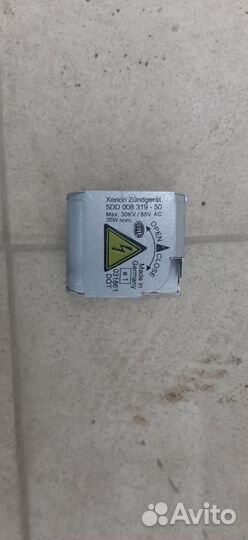 Xenon Zündgerät
5DD 008 319 - 50
Max. 30KV / 85V AC
35W nom.
OPEN
CLOSE
Made in
Germany
e1
DOT
Avito